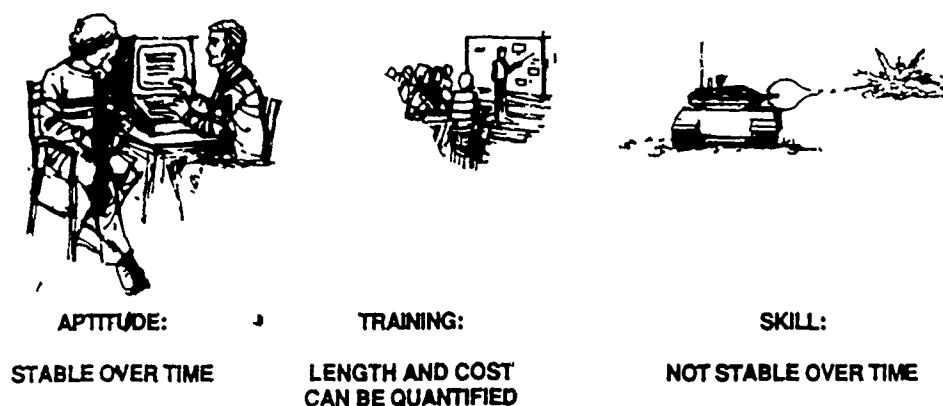 APTITUDE:
STABLE OVER TIME
TRAINING:
LENGTH AND COST
CAN BE QUANTIFIED
SKILL:
NOT STABLE OVER TIME